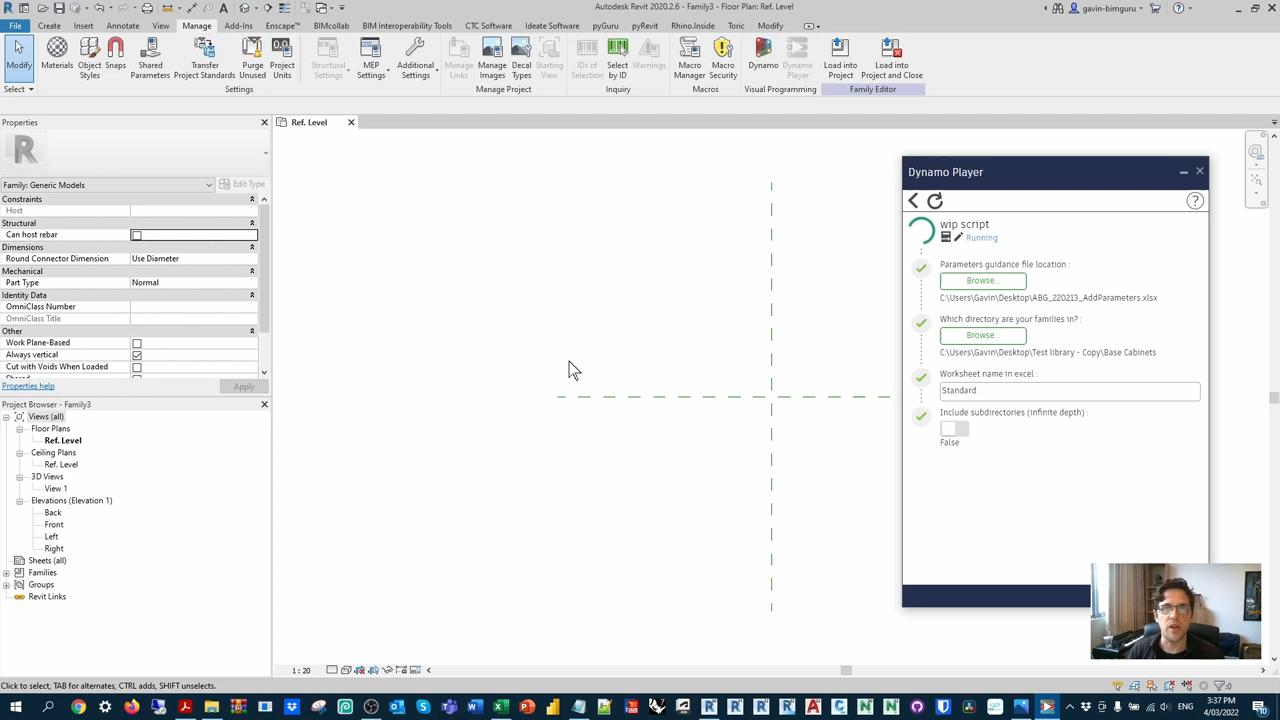 Autodesk Revit 2020.2.6 - Family3 - Floor Plan: Ref. Level
gavin-bimguru
File Create Insert Annotate View Manage Add-Ins Enscape™ BIMcollab BIM Interoperability Tools CTC Software Ideate Software pyGuru pyRevit Rhino.Inside Toric Modify
Modify
Materials
Object Styles
Snaps
Shared Parameters
Transfer Project Standards
Purge Unused
Project Units
Structural Settings
MEP Settings
Additional Settings
Manage Links
Manage Images
Decal Types
Starting View
IDs of Selection
Select by ID
Warnings
Macro Manager
Macro Security
Dynamo
Dynamo Player
Load into Project
Load into Project and Close
Select Settings Manage Project Inquiry Macros Visual Programming Family Editor
Properties
Ref. Level
Family: Generic Models
Edit Type
Constraints
Host
Structural
Can host rebar
Dimensions
Round Connector Dimension Use Diameter
Mechanical
Part Type Normal
Identity Data
OmniClass Number
OmniClass Title
Other
Work Plane-Based
Always vertical
Cut with Voids When Loaded
Properties help
Apply
Project Browser - Family3
Views (all)
Floor Plans
Ref. Level
Ceiling Plans
Ref. Level
3D Views
View 1
Elevations (Elevation 1)
Back
Front
Left
Right
Sheets (all)
Families
Groups
Revit Links
Dynamo Player
wip script
Running
Parameters guidance file location :
Browse...
C:\Users\Gavin\Desktop\ABG_220213_AddParameters.xlsx
Which directory are your families in? :
Browse...
C:\Users\Gavin\Desktop\Test library - Copy\Base Cabinets
Worksheet name in excel :
Standard
Include subdirectories (infinite depth) :
False
1 : 20
Click to select, TAB for alternates, CTRL adds, SHIFT unselects.
:0
ENG
3:37 PM
4/03/2022